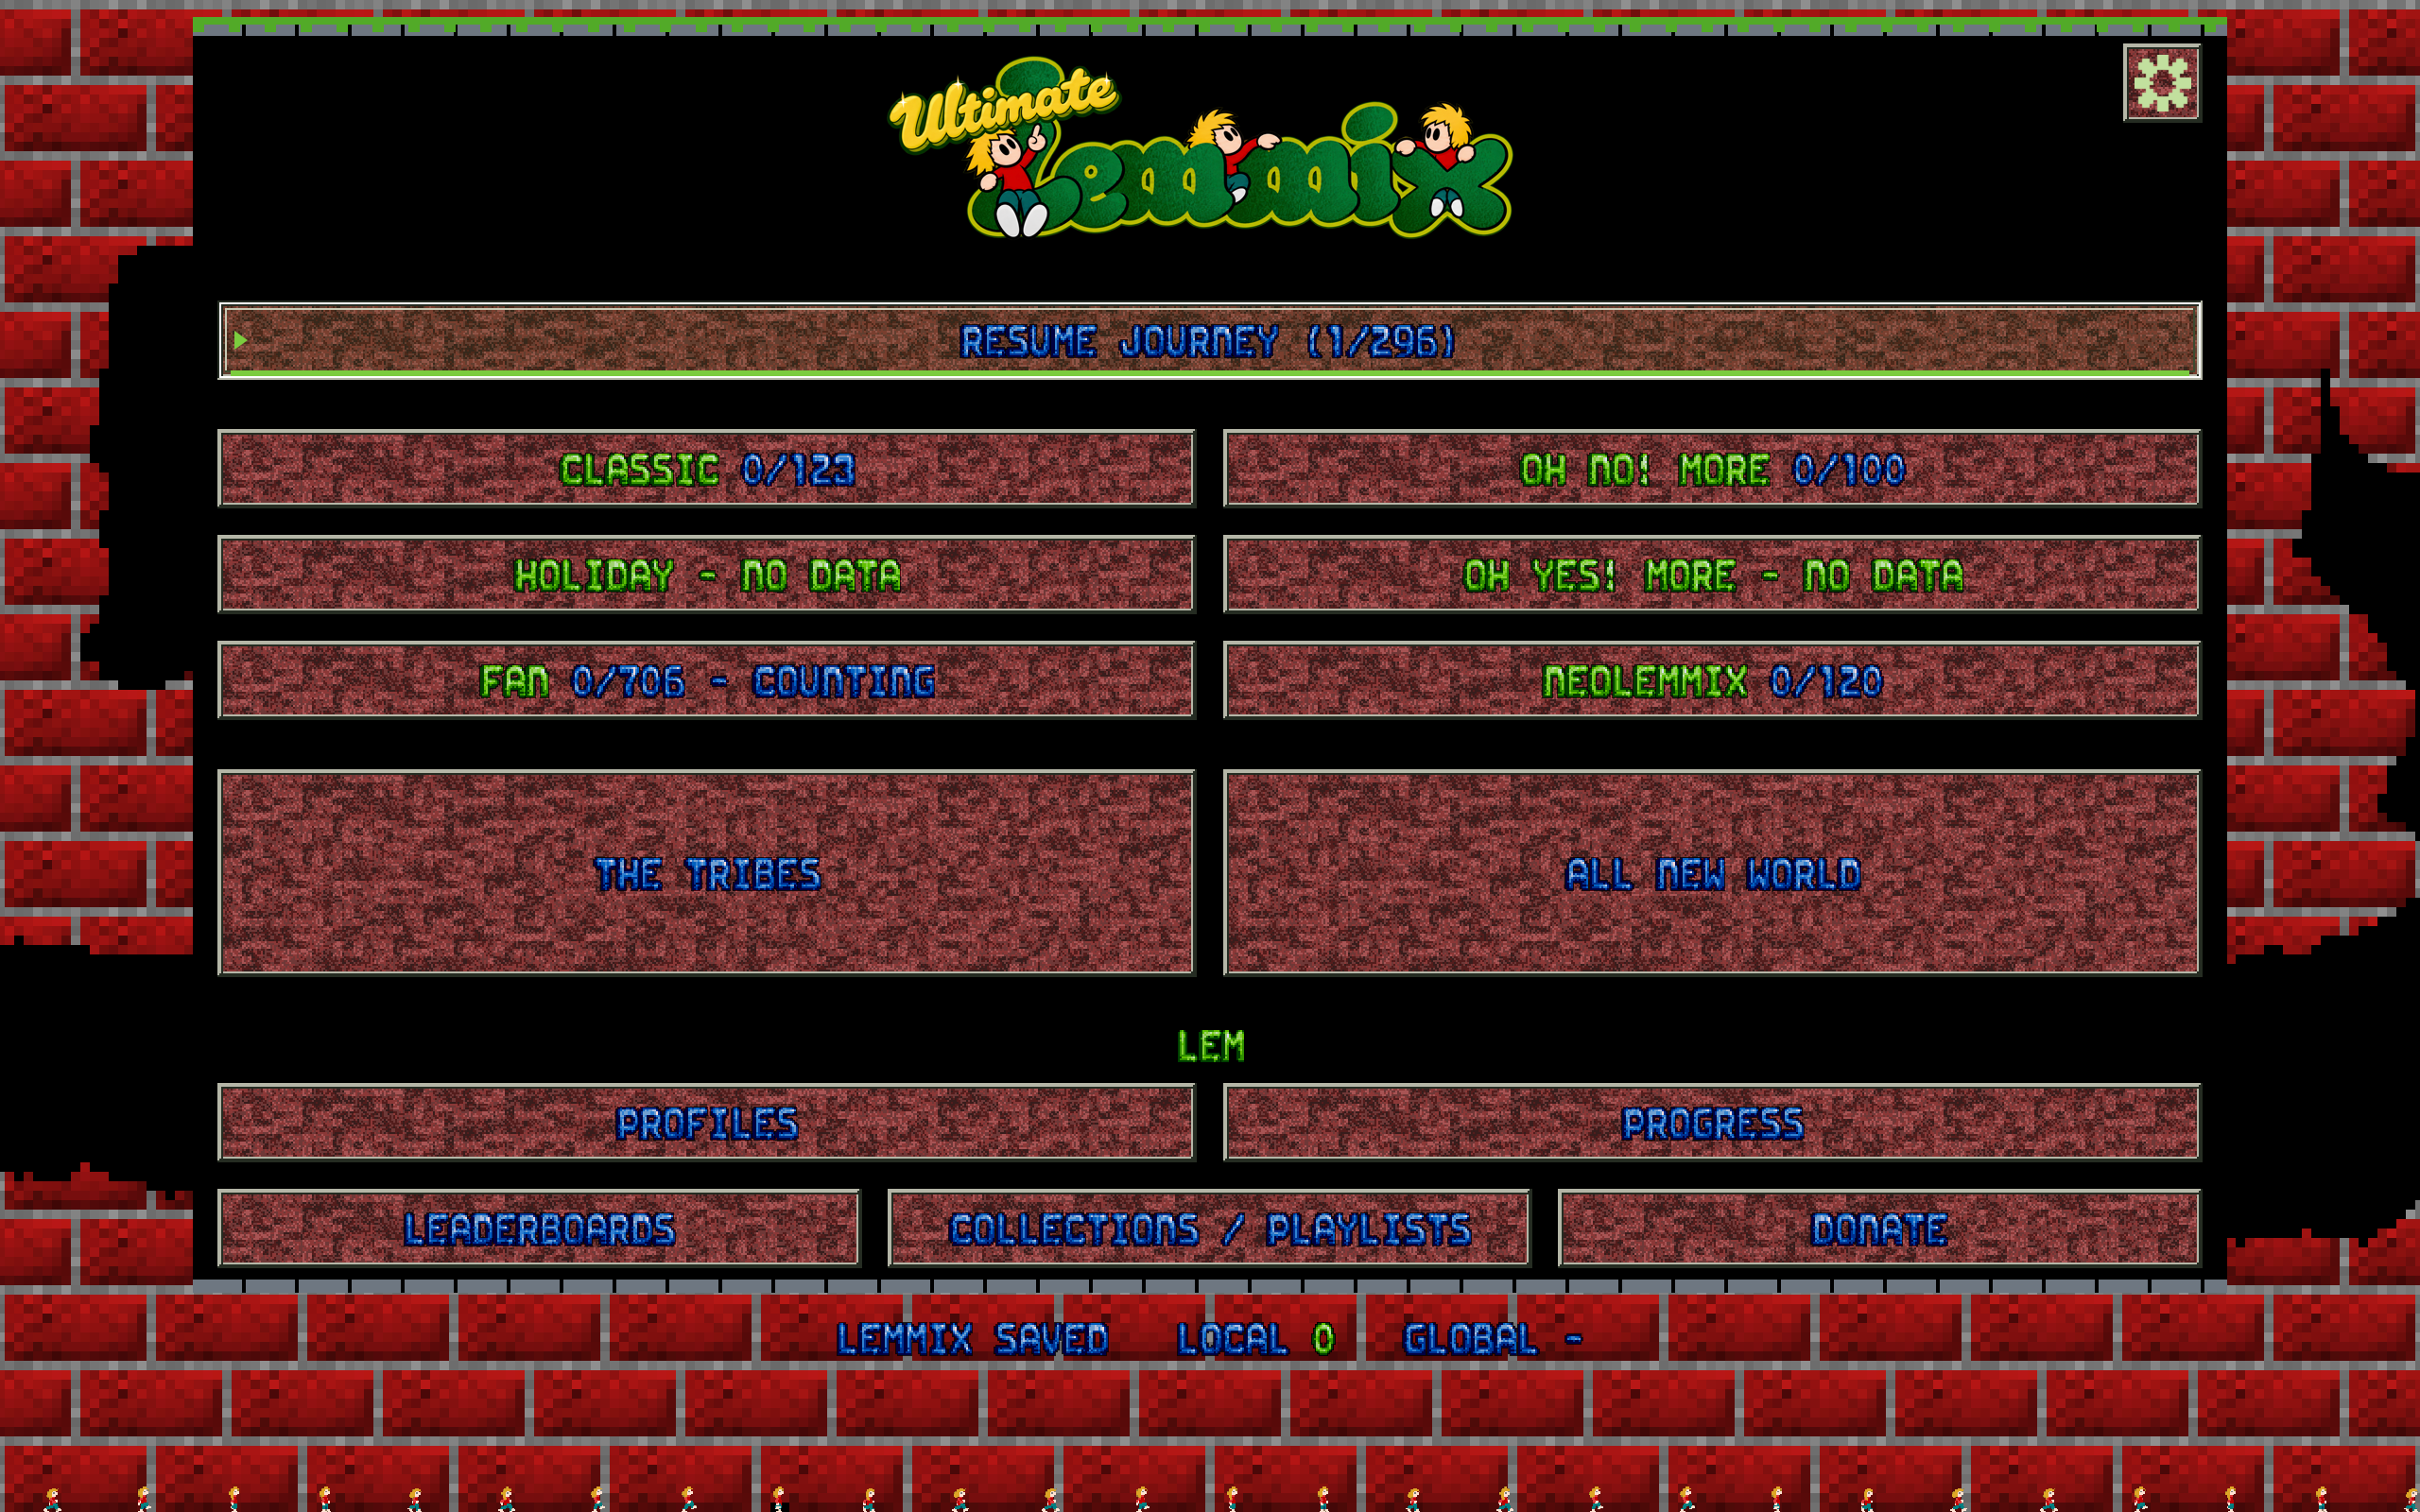 Ultimate
Lemmix
RESUME JOURNEY (1/296)
CLASSIC 0/123
OH NO! MORE 0/100
HOLIDAY - NO DATA
OH YES! MORE - NO DATA
FAN 0/706 - COUNTING
NEOLEMMIX 0/120
THE TRIBES
ALL NEW WORLD
LEM
PROFILES
PROGRESS
LEADERBOARDS
COLLECTIONS / PLAYLISTS
DONATE
LEMMIX SAVED LOCAL 0 GLOBAL -